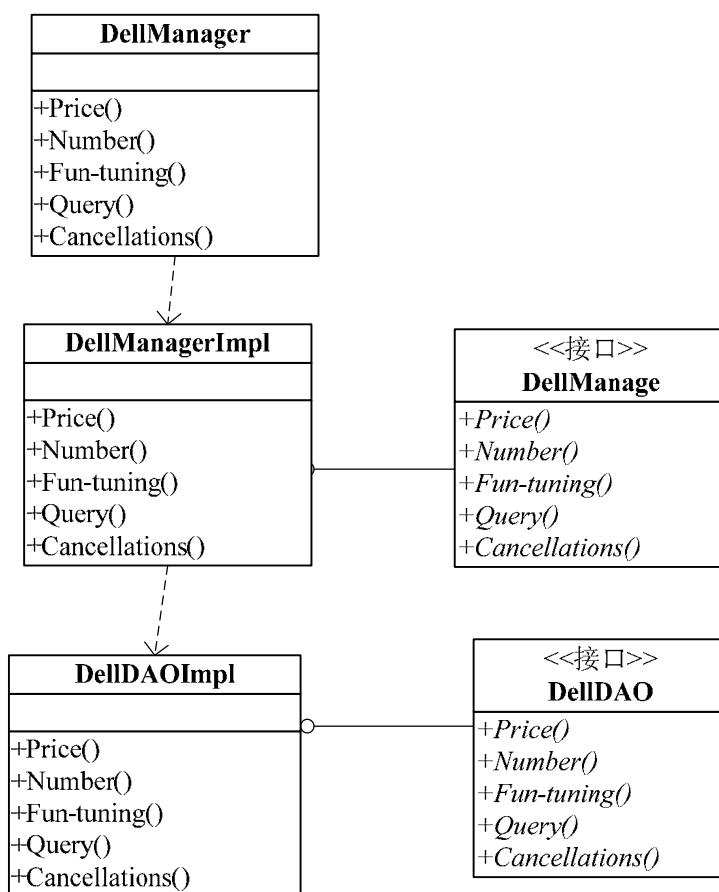 DellManager
+Price()
+Number()
+Fun-tuning()
+Query()
+Cancellations()
DellManagerImpl
+Price()
+Number()
+Fun-tuning()
+Query()
+Cancellations()
<<接口>>
DellManage
+Price()
+Number()
+Fun-tuning()
+Query()
+Cancellations()
DellDAOImpl
+Price()
+Number()
+Fun-tuning()
+Query()
+Cancellations()
<<接口>>
DellDAO
+Price()
+Number()
+Fun-tuning()
+Query()
+Cancellations()